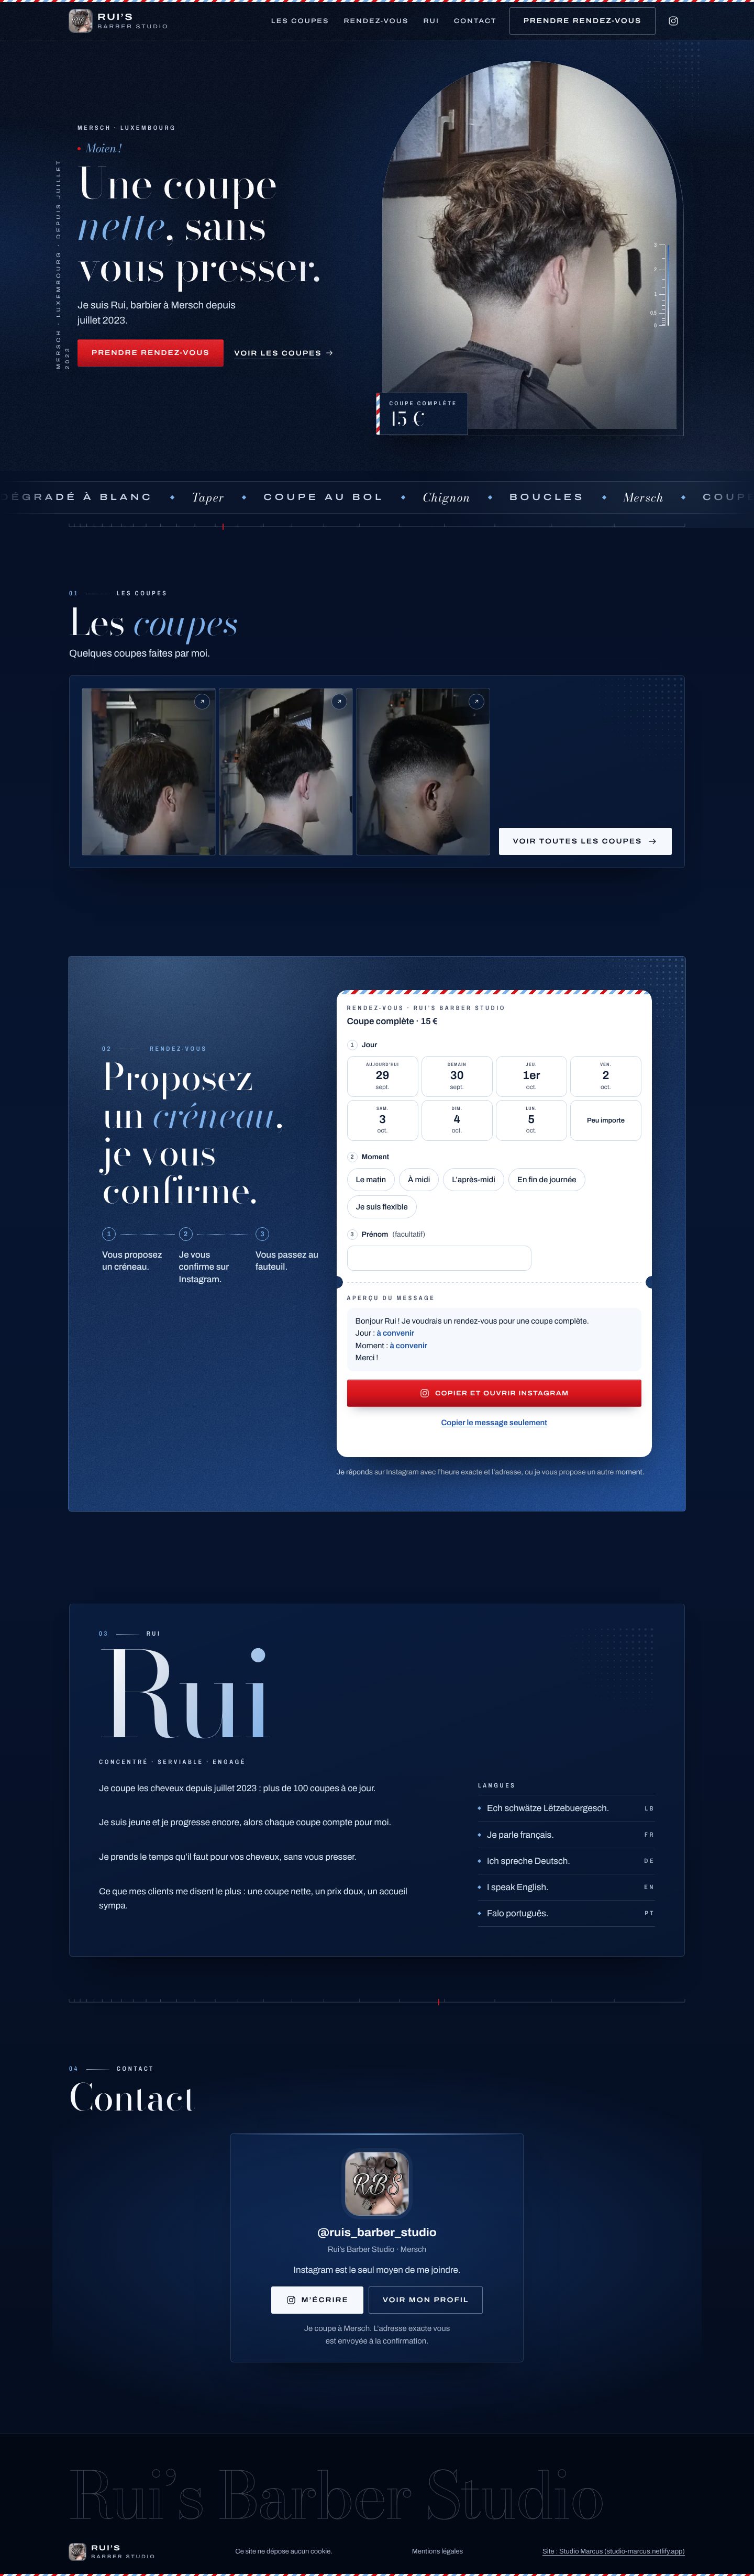 RUI'S
BARBER STUDIO
LES COUPES
RENDEZ-VOUS
RUI
CONTACT
PRENDRE RENDEZ-VOUS
MERSCH · LUXEMBOURG
Moien !
MERSCH · LUXEMBOURG · DEPUIS JUILLET
2023
Une coupe
nette, sans
vous presser.
Je suis Rui, barbier à Mersch depuis
juillet 2023.
PRENDRE RENDEZ-VOUS
VOIR LES COUPES →
3
2
1
0,5
0
COUPE COMPLÈTE
15 €
DÉGRADÉ À BLANC ◆ Taper ◆ COUPE AU BOL ◆ Chignon ◆ BOUCLES ◆ Mersch ◆ COUP
01 LES COUPES
Les coupes
Quelques coupes faites par moi.
VOIR TOUTES LES COUPES →
02 RENDEZ-VOUS
Proposez
un créneau,
je vous
confirme.
1
Vous proposez
un créneau.
2
Je vous
confirme sur
Instagram.
3
Vous passez au
fauteuil.
RENDEZ-VOUS · RUI'S BARBER STUDIO
Coupe complète · 15 €
1 Jour
AUJOURD'HUI
29
sept.
DEMAIN
30
sept.
JEU.
1er
oct.
VEN.
2
oct.
SAM.
3
oct.
DIM.
4
oct.
LUN.
5
oct.
Peu importe
2 Moment
Le matin
À midi
L'après-midi
En fin de journée
Je suis flexible
3 Prénom (facultatif)
APERÇU DU MESSAGE
Bonjour Rui ! Je voudrais un rendez-vous pour une coupe complète.
Jour : à convenir
Moment : à convenir
Merci !
COPIER ET OUVRIR INSTAGRAM
Copier le message seulement
Je réponds sur Instagram avec l'heure exacte et l'adresse, ou je vous propose un autre moment.
03 RUI
Rui
CONCENTRÉ · SERVIABLE · ENGAGÉ
Je coupe les cheveux depuis juillet 2023 : plus de 100 coupes à ce jour.
Je suis jeune et je progresse encore, alors chaque coupe compte pour moi.
Je prends le temps qu'il faut pour vos cheveux, sans vous presser.
Ce que mes clients me disent le plus : une coupe nette, un prix doux, un accueil
sympa.
LANGUES
Ech schwätze Lëtzebuergesch. LB
Je parle français. FR
Ich spreche Deutsch. DE
I speak English. EN
Falo português. PT
04 CONTACT
Contact
RBS
@ruis_barber_studio
Rui's Barber Studio · Mersch
Instagram est le seul moyen de me joindre.
M'ÉCRIRE
VOIR MON PROFIL
Je coupe à Mersch. L'adresse exacte vous
est envoyée à la confirmation.
Rui's Barber Studio
RUI'S
BARBER STUDIO
Ce site ne dépose aucun cookie.
Mentions légales
Site : Studio Marcus (studio-marcus.netlify.app)